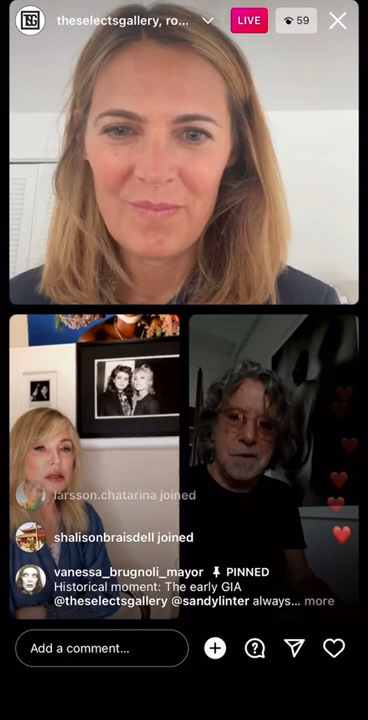 TSG
theselectsgallery, ro...
LIVE
59
larsson.chatarina joined
shalisonbraisdell joined
vanessa_brugnoli_mayor PINNED
Historical moment: The early GIA
@theselectsgallery @sandylinter always... more
Add a comment...